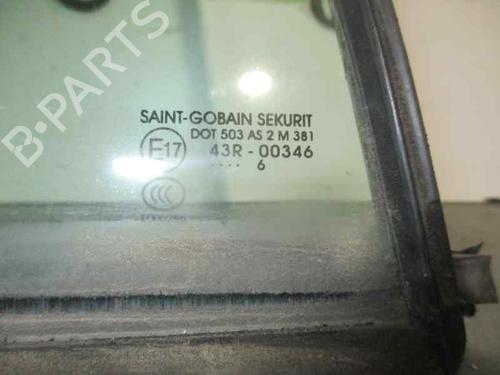 B-PARTS
SAINT-GOBAIN SEKURIT
DOT 503 AS 2 M 381
E17 43R - 00346
.... 6